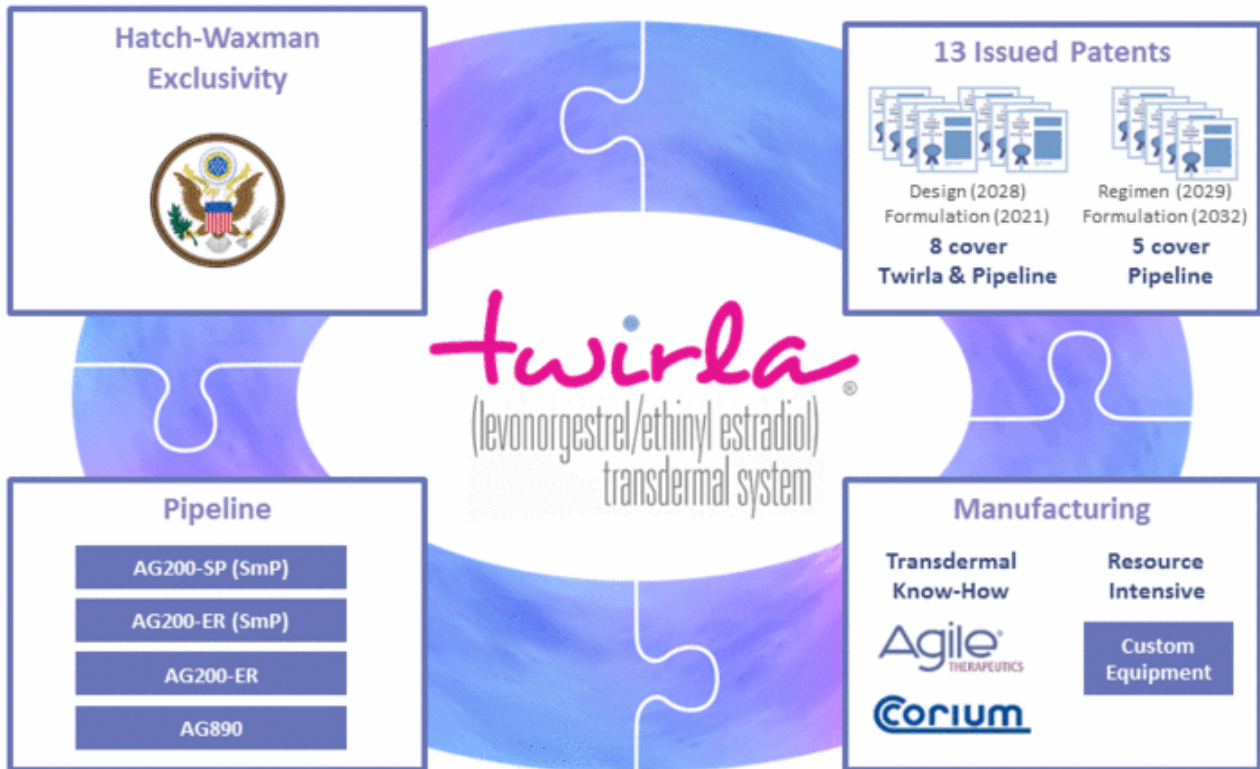 Hatch-Waxman
Exclusivity
13 Issued Patents
Design (2028)
Formulation (2021)
8 cover
Twirla & Pipeline
Regimen (2029)
Formulation (2032)
5 cover
Pipeline
twirla®
(levonorgestrel/ethinyl estradiol)
transdermal system
Pipeline
AG200-SP (SmP)
AG200-ER (SmP)
AG200-ER
AG890
Manufacturing
Transdermal
Know-How
Agile®
THERAPEUTICS
Corium
Resource
Intensive
Custom
Equipment